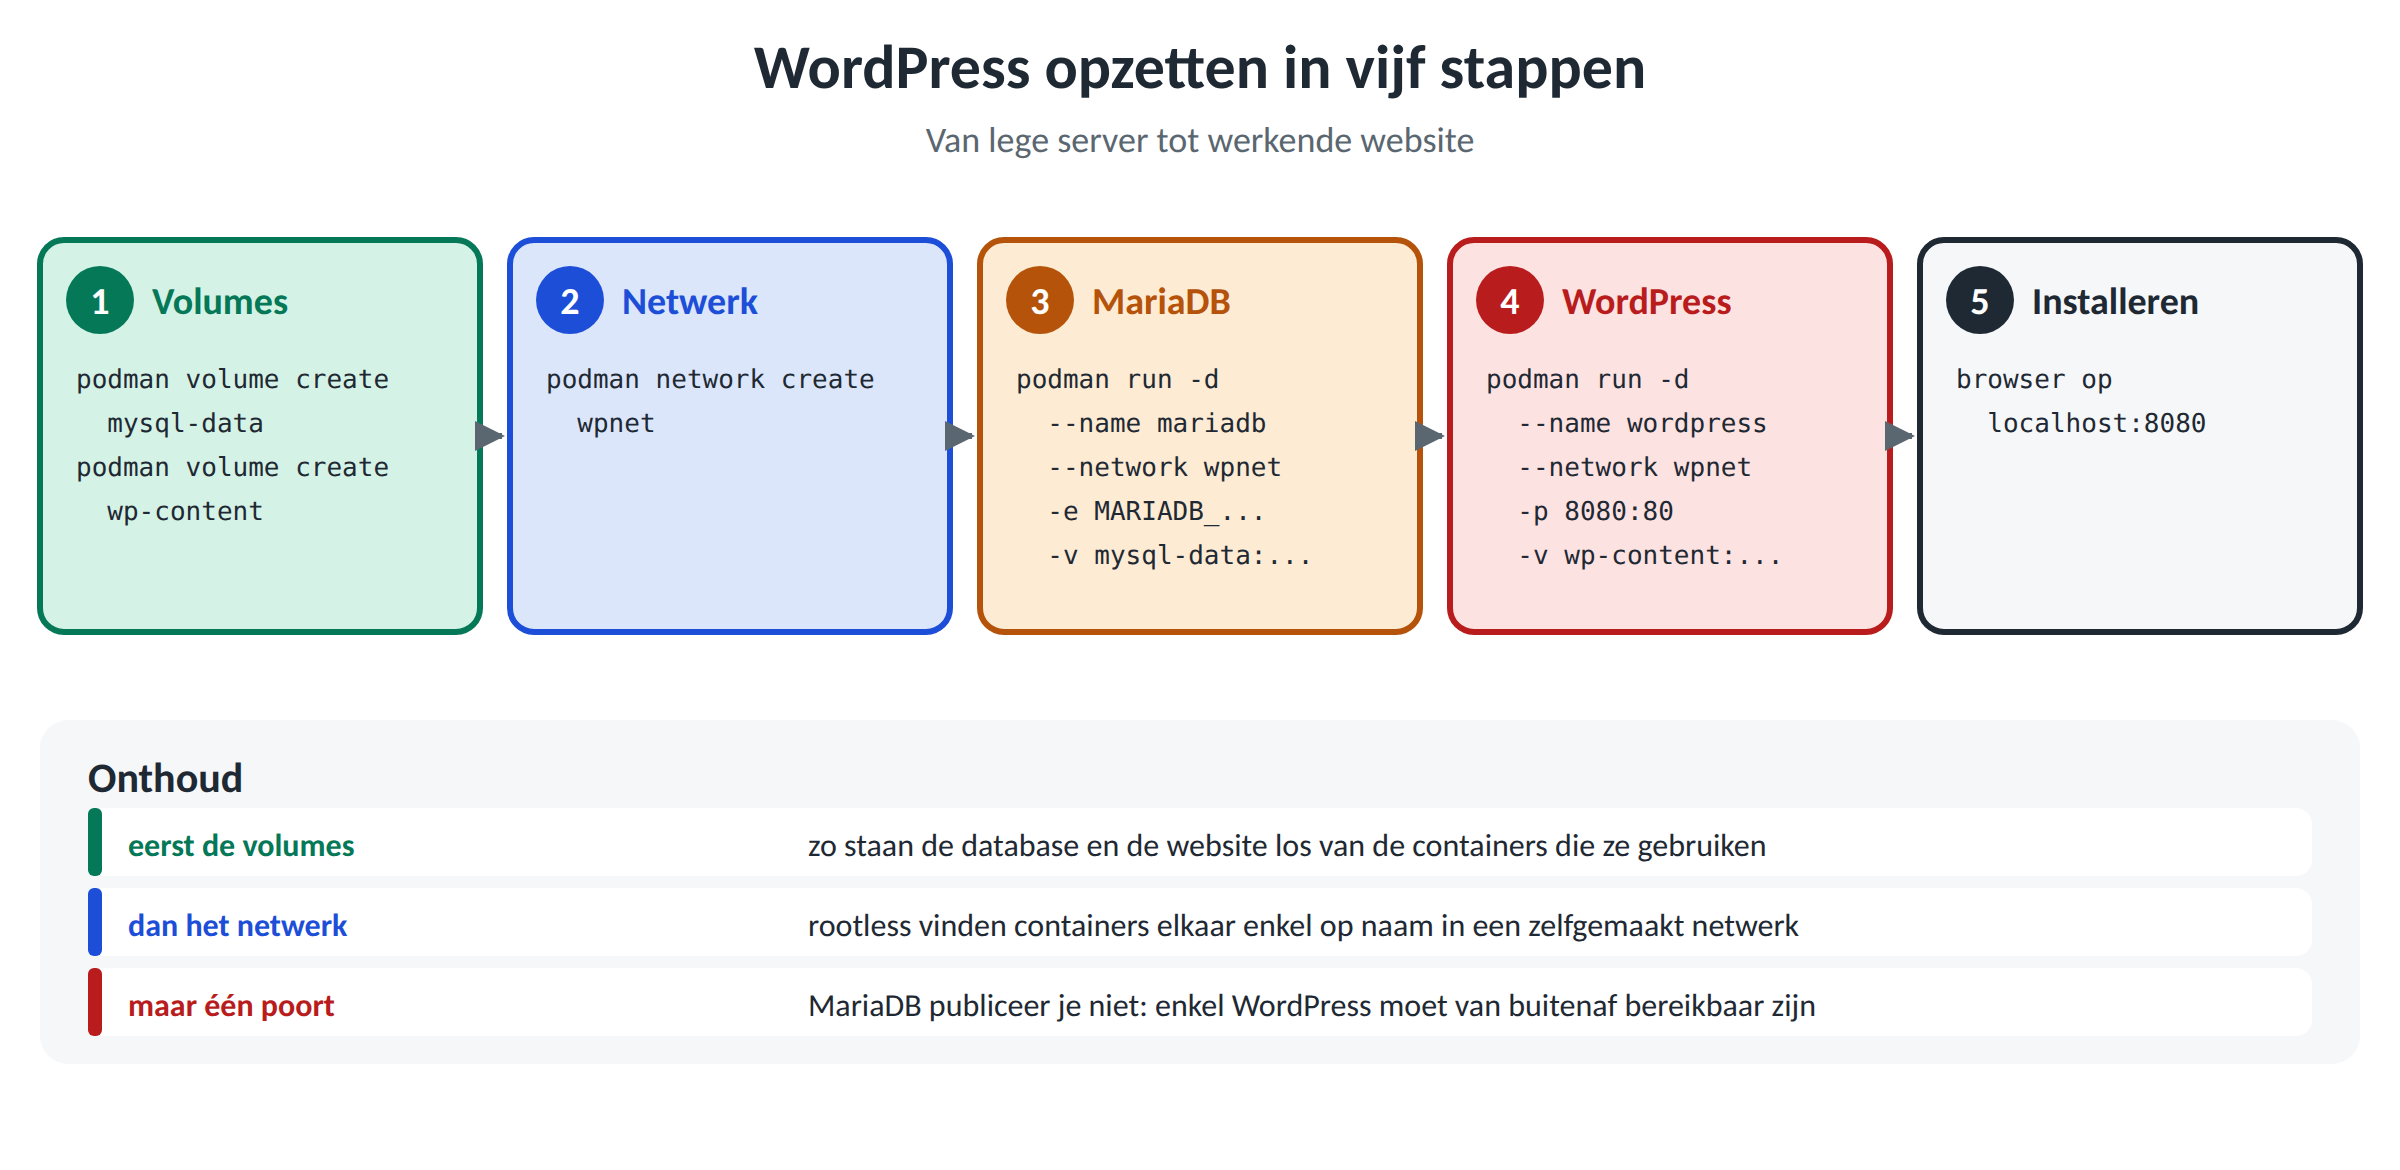 WordPress opzetten in vijf stappen
Van lege server tot werkende website
1 Volumes
podman volume create
mysql-data
podman volume create
wp-content
2 Netwerk
podman network create
wpnet
3 MariaDB
podman run -d
--name mariadb
--network wpnet
-e MARIADB_...
-v mysql-data:...
4 WordPress
podman run -d
--name wordpress
--network wpnet
-p 8080:80
-v wp-content:...
5 Installeren
browser op
localhost:8080
Onthoud
eerst de volumes zo staan de database en de website los van de containers die ze gebruiken
dan het netwerk rootless vinden containers elkaar enkel op naam in een zelfgemaakt netwerk
maar één poort MariaDB publiceer je niet: enkel WordPress moet van buitenaf bereikbaar zijn